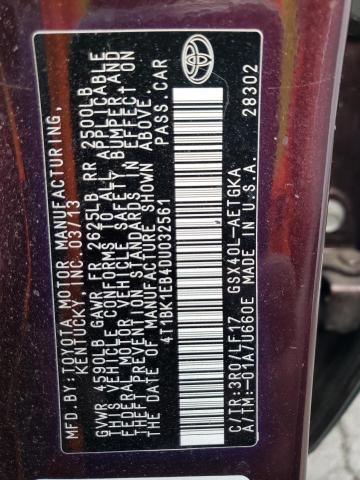 MFD.BY:TOYOTA MOTOR MANUFACTURING,
KENTUCKY INC.03/13
GVWR 4590LB GAWR FR 2625LB RR 2500LB
THIS VEHICLE CONFORMS TO ALL APPLICABLE
FEDERAL MOTOR VEHICLE SAFETY BUMPER, AND
THEFT PREVENTION STANDARDS IN EFFECT ON
THE DATE OF MANUFACTURE SHOWN ABOVE.
4T1BK1EB4DU032561 PASS.CAR
C/TR:3R0/LF17 GSX40L-AETGKA
A/TM:-01A/U660E MADE IN U.S.A.
28302